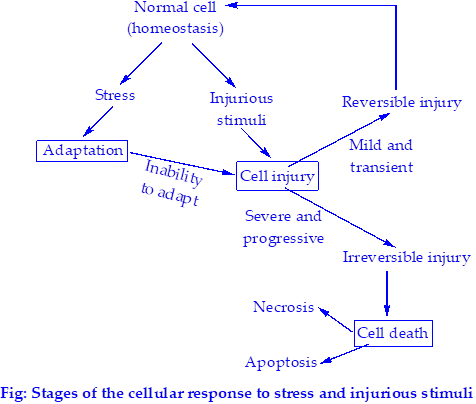 Normal cell
(homeostasis)
Stress
Injurious
stimuli
Reversible injury
Adaptation
Inability
to adapt
Cell injury
Mild and
transient
Severe and
progressive
Irreversible injury
Necrosis
Cell death
Apoptosis
Fig: Stages of the cellular response to stress and injurious stimuli